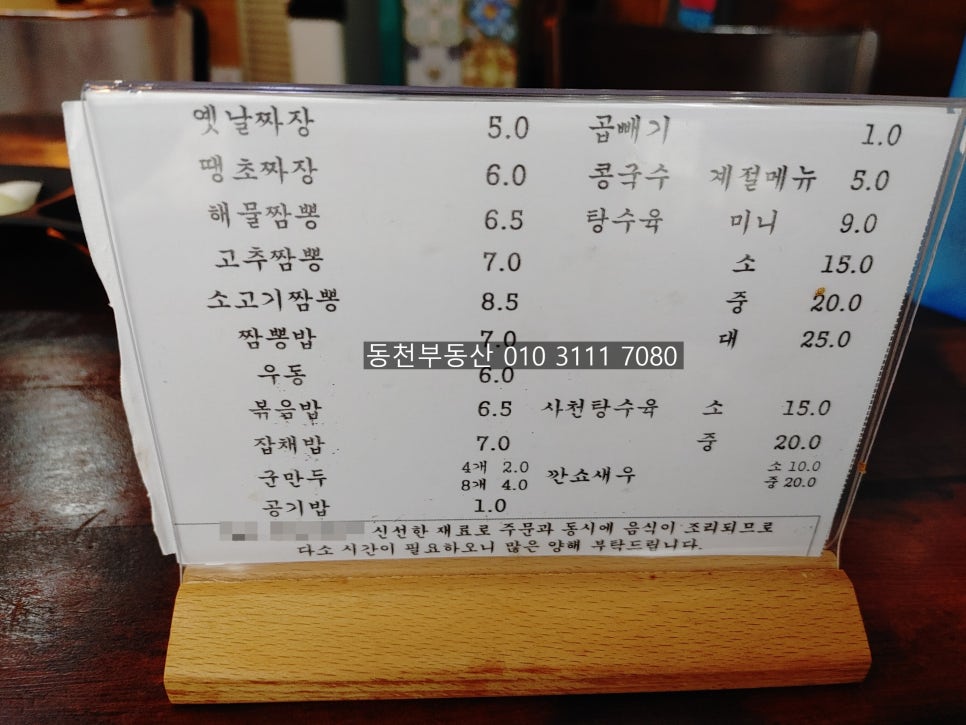 옛날짜장 5.0 곱빼기 1.0
땡초짜장 6.0 콩국수 계절메뉴 5.0
해물짬뽕 6.5 탕수육 미니 9.0
고추짬뽕 7.0 소 15.0
소고기짬뽕 8.5 중 20.0
짬뽕밥 7.0 대 25.0
동천부동산 010 3111 7080
우동 6.0
볶음밥 6.5 사천탕수육 소 15.0
잡채밥 7.0 중 20.0
군만두 4개 2.0 깐쇼새우 소 10.0
8개 4.0 중 20.0
공기밥 1.0
신선한 재료로 주문과 동시에 음식이 조리되므로
다소 시간이 필요하오니 많은 양해 부탁드립니다.